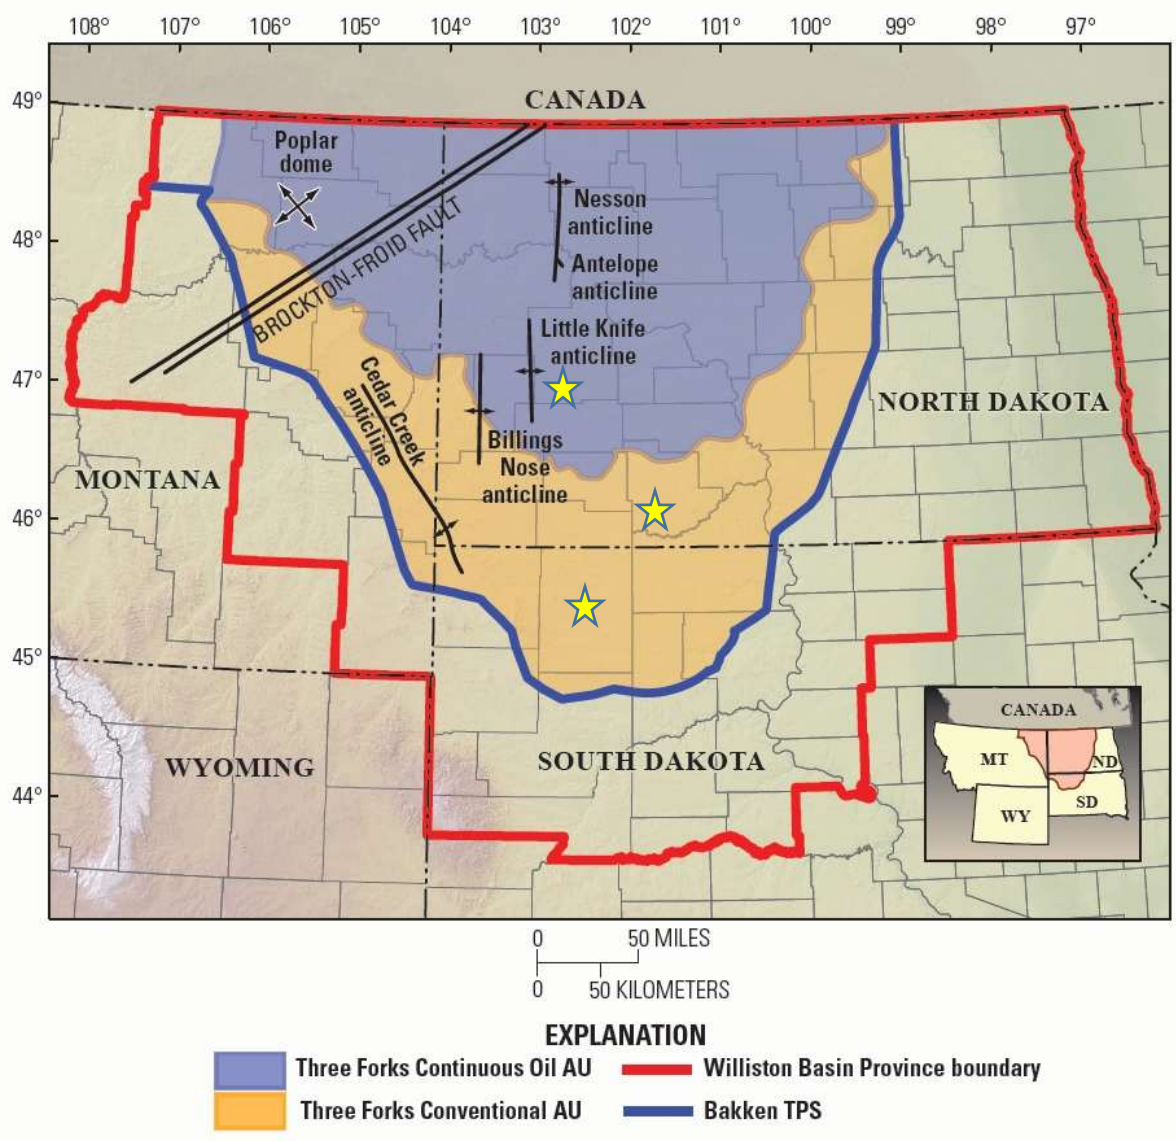 108° 107° 106° 105° 104° 103° 102° 101° 100° 99° 98° 97°
49°
48°
47°
46°
45°
44°
CANADA
Poplar
dome
BROCKTON-FROID FAULT
Nesson
anticline
Antelope
anticline
Little Knife
anticline
Cedar Creek
anticline
Billings
Nose
anticline
NORTH DAKOTA
MONTANA
WYOMING
SOUTH DAKOTA
CANADA
MT
ND
SD
WY
0 50 MILES
0 50 KILOMETERS
EXPLANATION
Three Forks Continuous Oil AU
Williston Basin Province boundary
Three Forks Conventional AU
Bakken TPS